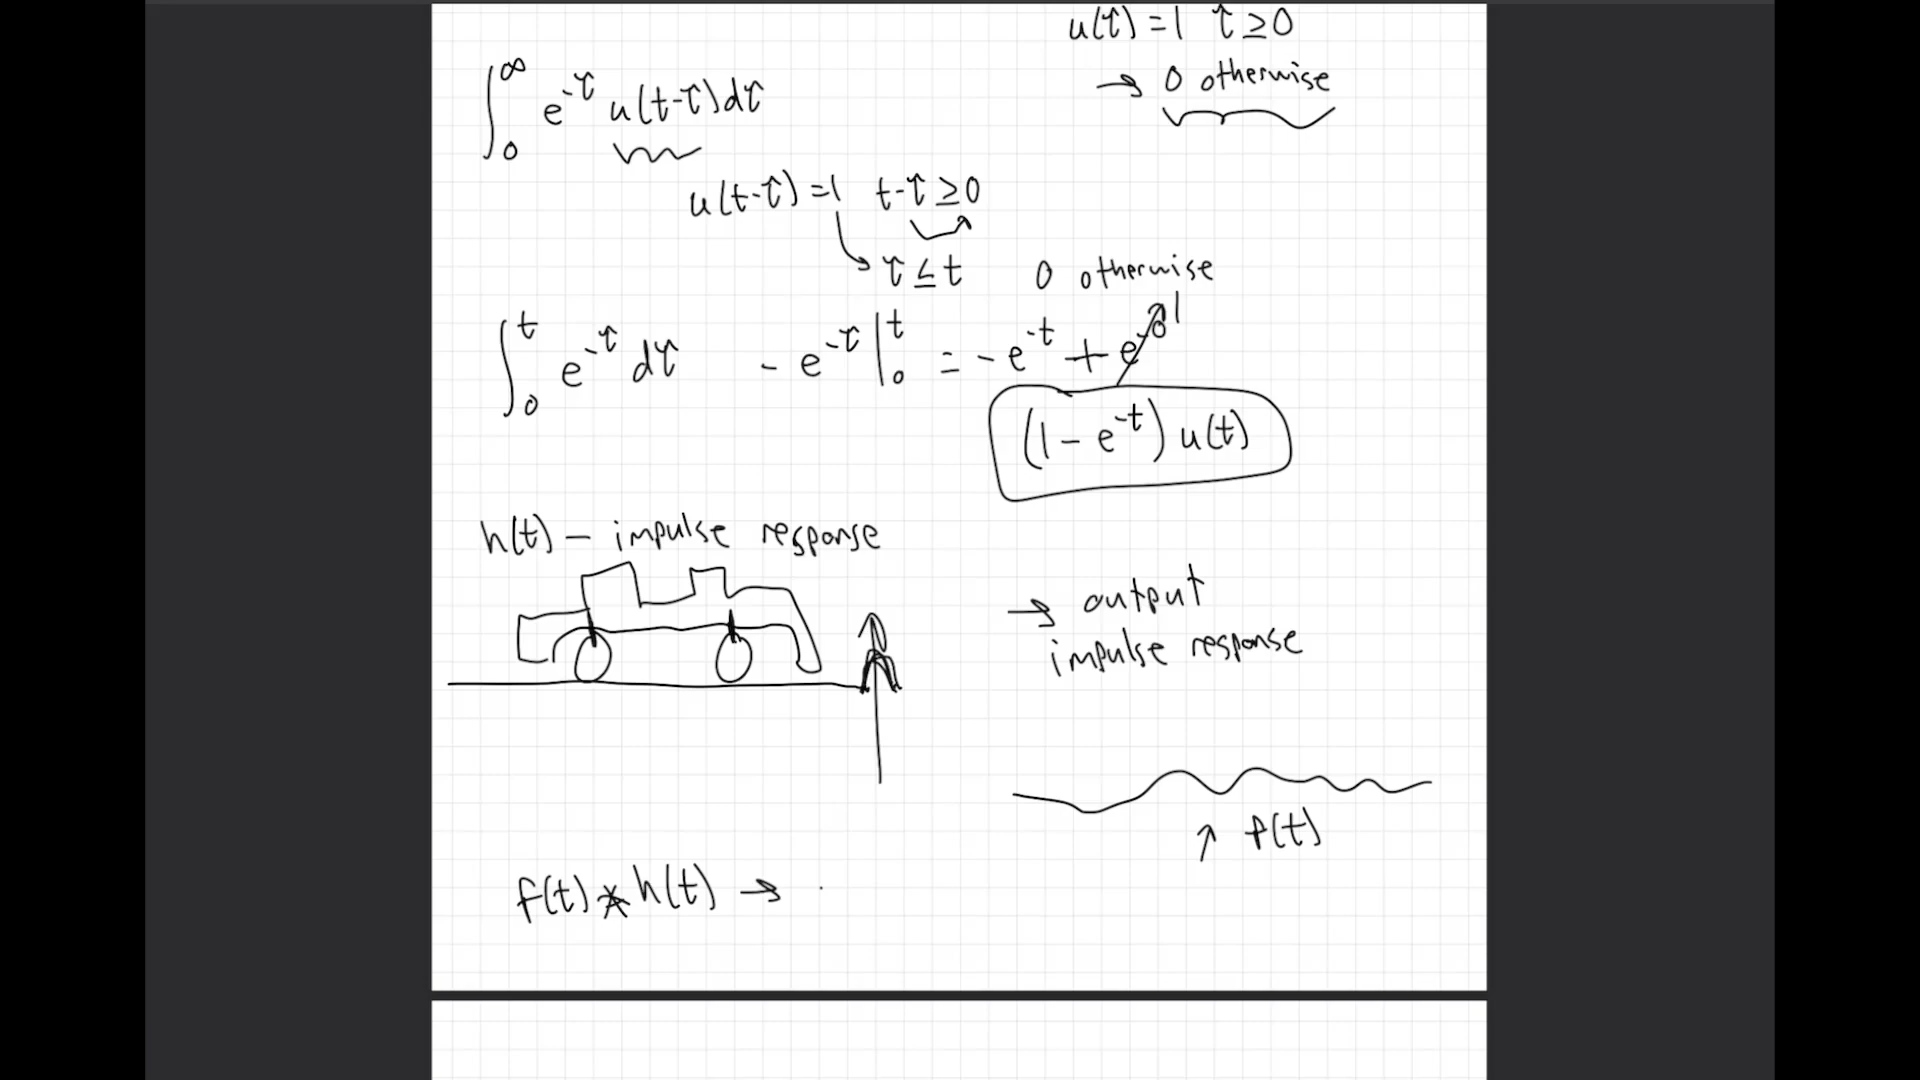 u(τ) = 1 τ ≥ 0
→ 0 otherwise
∫₀^∞ e^{-τ} u(t-τ)dτ
u(t-τ) = 1 t-τ ≥ 0
τ ≤ t 0 otherwise
∫₀^t e^{-τ} dτ - e^{-τ} |₀^t = - e^{-t} + e^{-0} 1
(1 - e^{-t}) u(t)
h(t) - impulse response
→ output
impulse response
↑ f(t)
f(t) * h(t) →